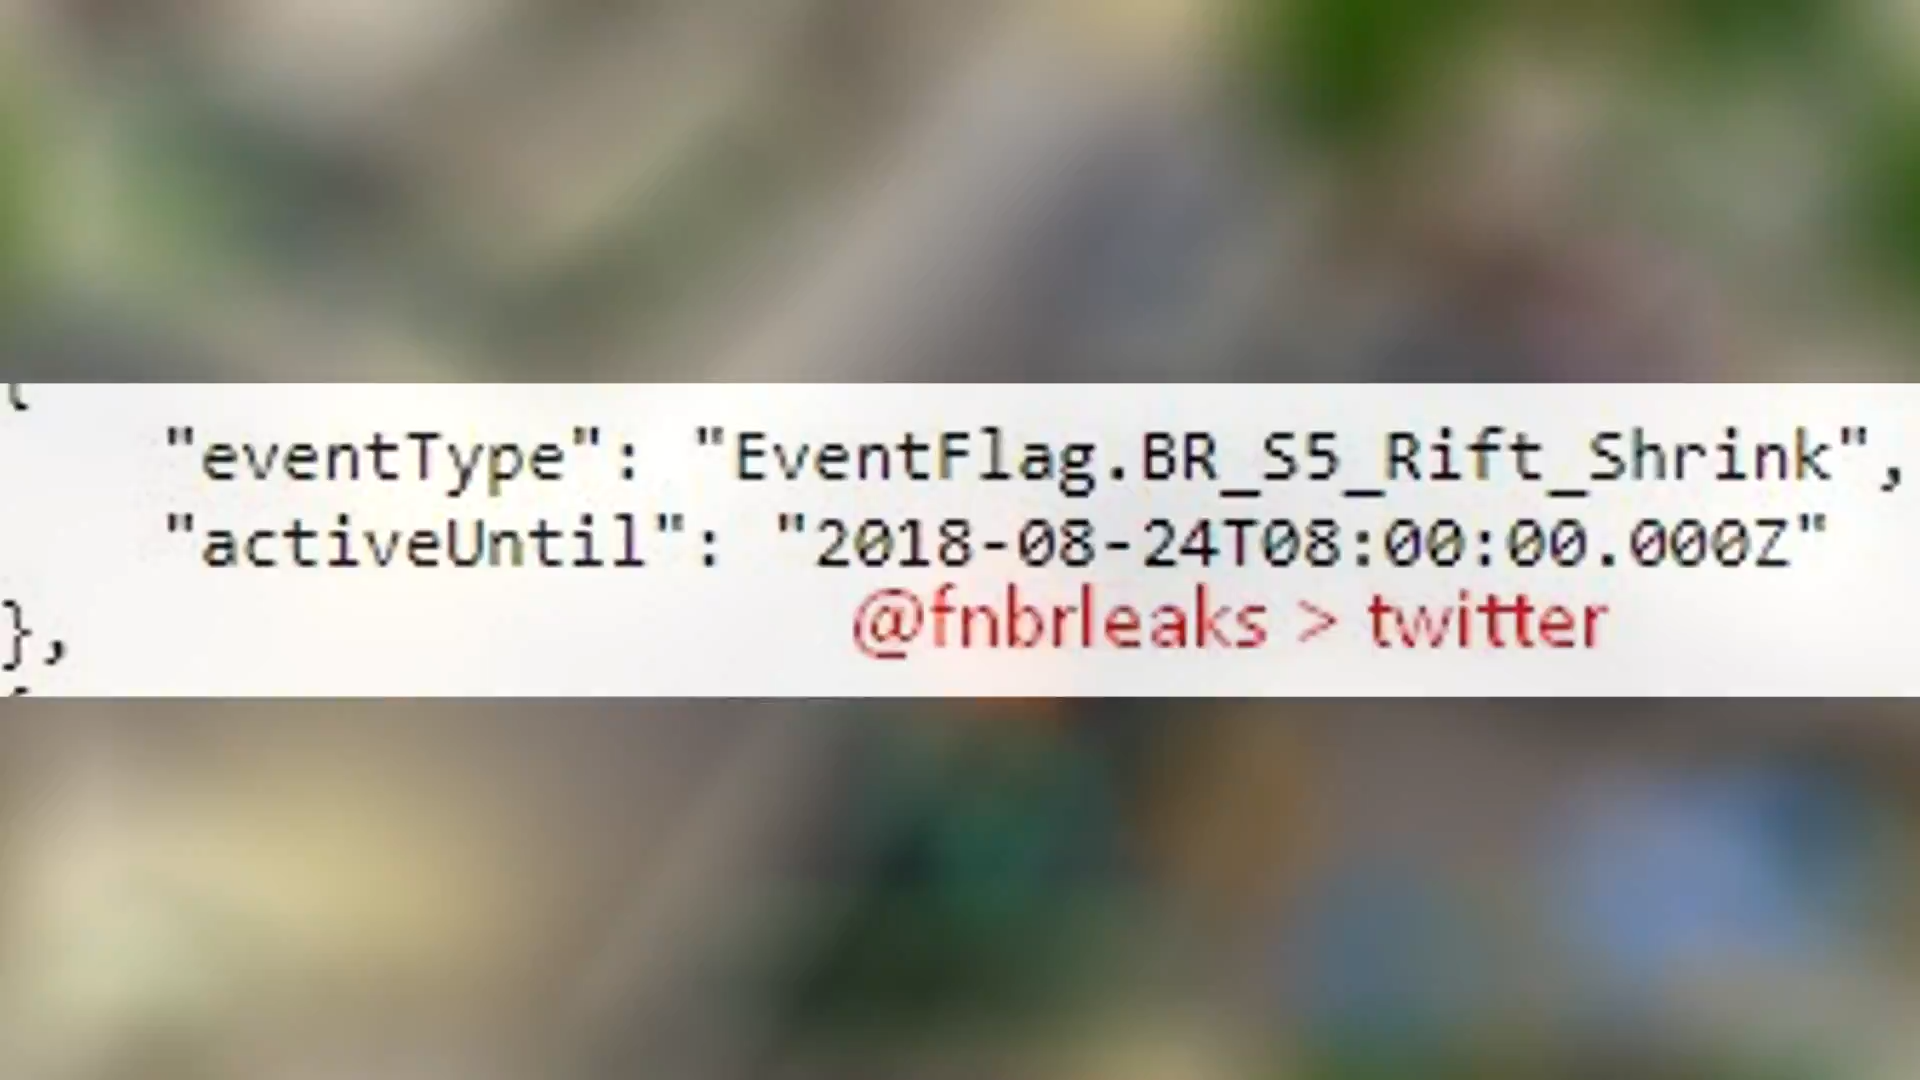 {
"eventType": "EventFlag.BR_S5_Rift_Shrink",
"activeUntil": "2018-08-24T08:00:00.000Z"
@fnbrleaks > twitter
},